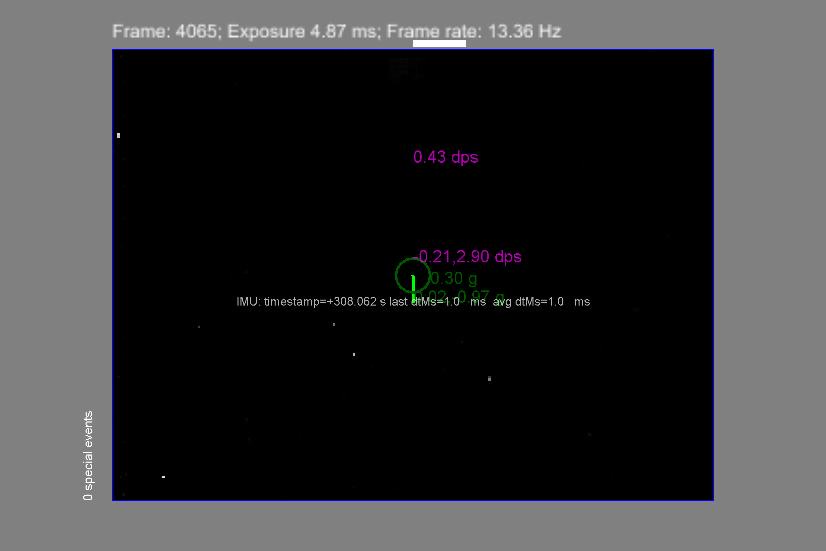 Frame: 4065; Exposure 4.87 ms; Frame rate: 13.36 Hz
0.43 dps
-0.21,2.90 dps
0.30 g
IMU: timestamp=+308.062 s last dtMs=1.0 ms avg dtMs=1.0 ms
0 special events